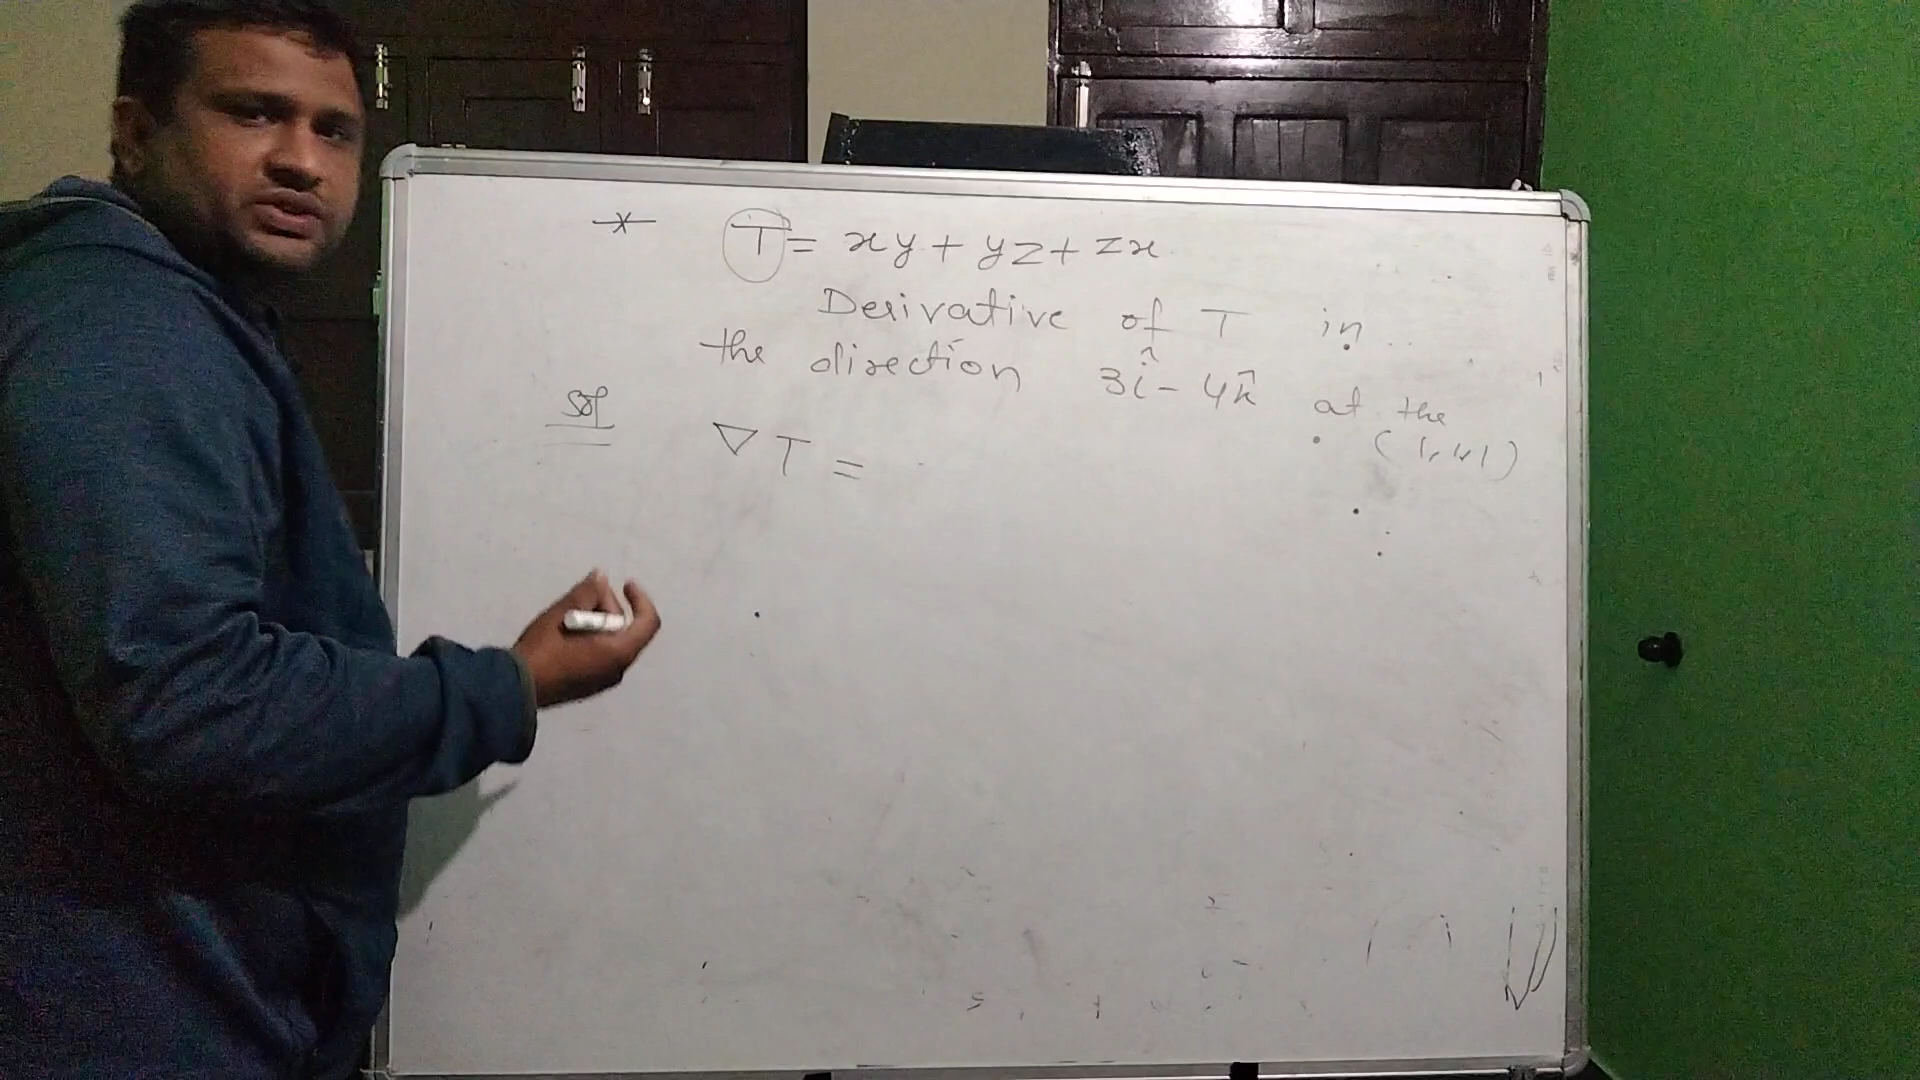 * T = xy + yz + zx
Derivative of T in
the direction 3î - 4k̂ at the
(1,1,1)
Sol
∇T =